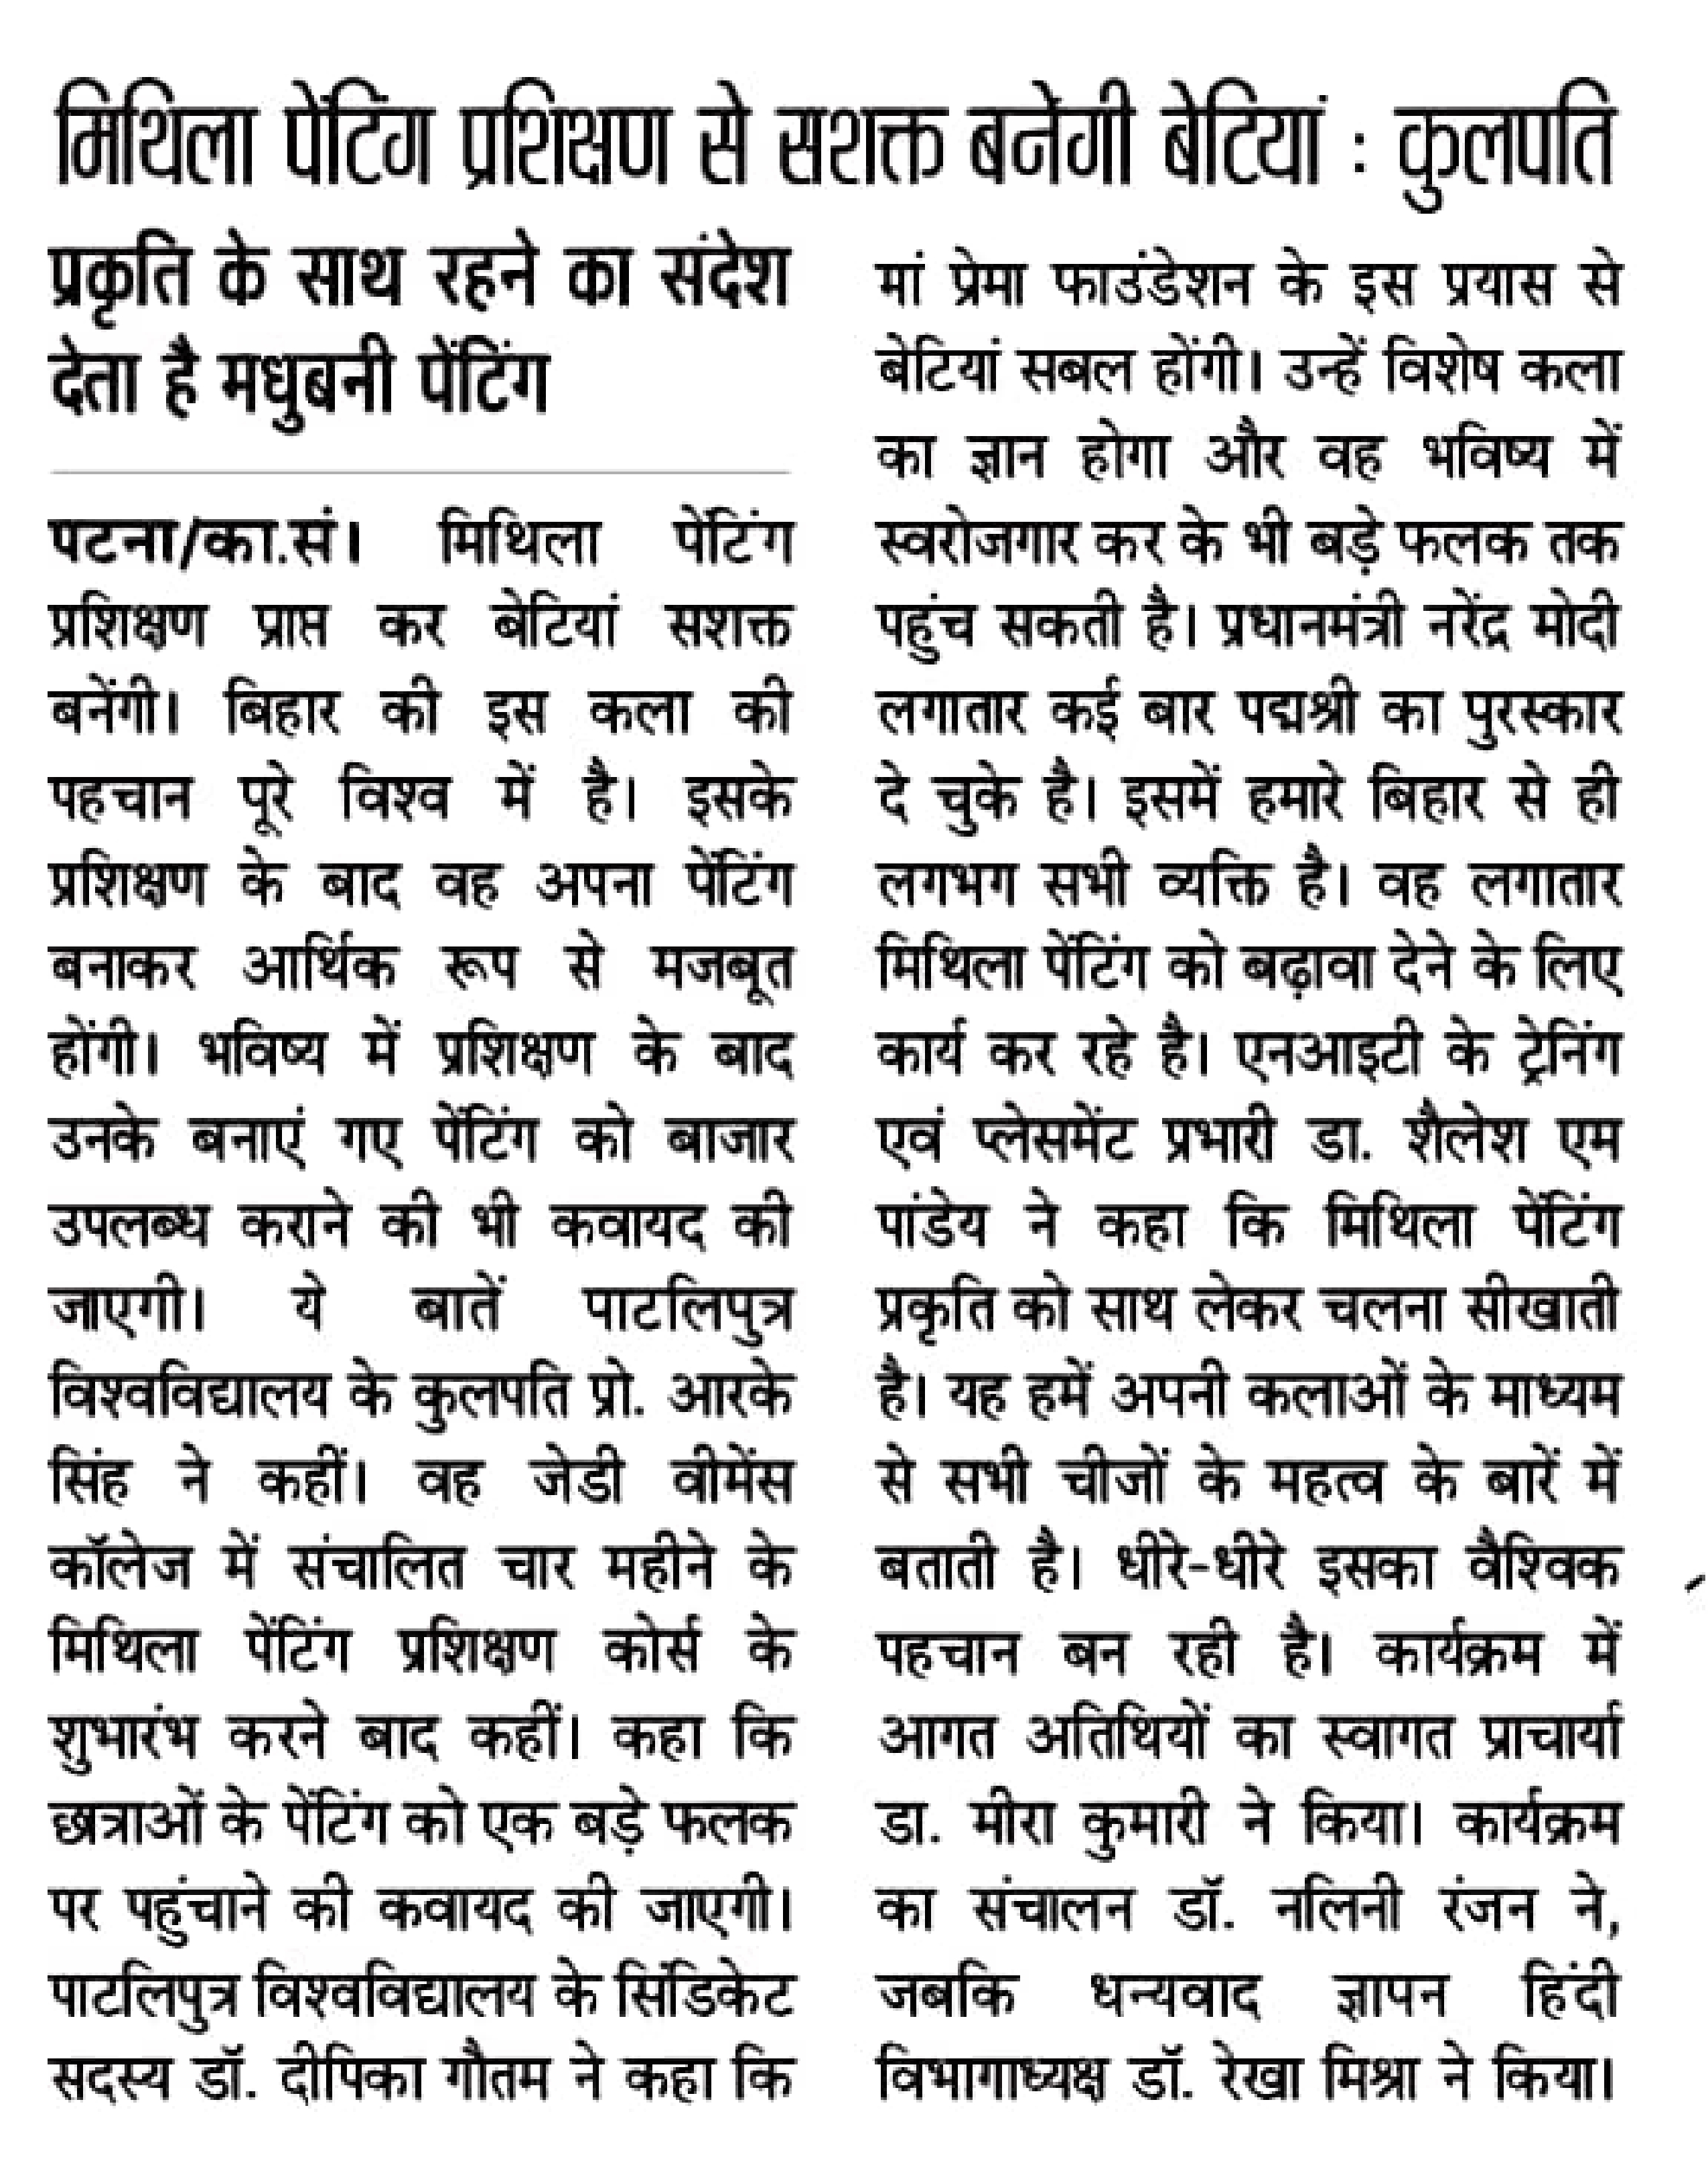 मिथिला पेंटिंग प्रशिक्षण से सशक्त बनेंगी बेटियां : कुलपति
प्रकृति के साथ रहने का संदेश
देता है मधुबनी पेंटिंग
पटना/का.सं। मिथिला पेंटिंग
प्रशिक्षण प्राप्त कर बेटियां सशक्त
बनेंगी। बिहार की इस कला की
पहचान पूरे विश्व में है। इसके
प्रशिक्षण के बाद वह अपना पेंटिंग
बनाकर आर्थिक रूप से मजबूत
होंगी। भविष्य में प्रशिक्षण के बाद
उनके बनाएं गए पेंटिंग को बाजार
उपलब्ध कराने की भी कवायद की
जाएगी। ये बातें पाटलिपुत्र
विश्वविद्यालय के कुलपति प्रो. आरके
सिंह ने कहीं। वह जेडी वीमेंस
कॉलेज में संचालित चार महीने के
मिथिला पेंटिंग प्रशिक्षण कोर्स के
शुभारंभ करने बाद कहीं। कहा कि
छात्राओं के पेंटिंग को एक बड़े फलक
पर पहुंचाने की कवायद की जाएगी।
पाटलिपुत्र विश्वविद्यालय के सिंडिकेट
सदस्य डॉ. दीपिका गौतम ने कहा कि
मां प्रेमा फाउंडेशन के इस प्रयास से
बेटियां सबल होंगी। उन्हें विशेष कला
का ज्ञान होगा और वह भविष्य में
स्वरोजगार कर के भी बड़े फलक तक
पहुंच सकती है। प्रधानमंत्री नरेंद्र मोदी
लगातार कई बार पद्मश्री का पुरस्कार
दे चुके है। इसमें हमारे बिहार से ही
लगभग सभी व्यक्ति है। वह लगातार
मिथिला पेंटिंग को बढ़ावा देने के लिए
कार्य कर रहे है। एनआइटी के ट्रेनिंग
एवं प्लेसमेंट प्रभारी डा. शैलेश एम
पांडेय ने कहा कि मिथिला पेंटिंग
प्रकृति को साथ लेकर चलना सीखाती
है। यह हमें अपनी कलाओं के माध्यम
से सभी चीजों के महत्व के बारें में
बताती है। धीरे-धीरे इसका वैश्विक
पहचान बन रही है। कार्यक्रम में
आगत अतिथियों का स्वागत प्राचार्या
डा. मीरा कुमारी ने किया। कार्यक्रम
का संचालन डॉ. नलिनी रंजन ने,
जबकि धन्यवाद ज्ञापन हिंदी
विभागाध्यक्ष डॉ. रेखा मिश्रा ने किया।